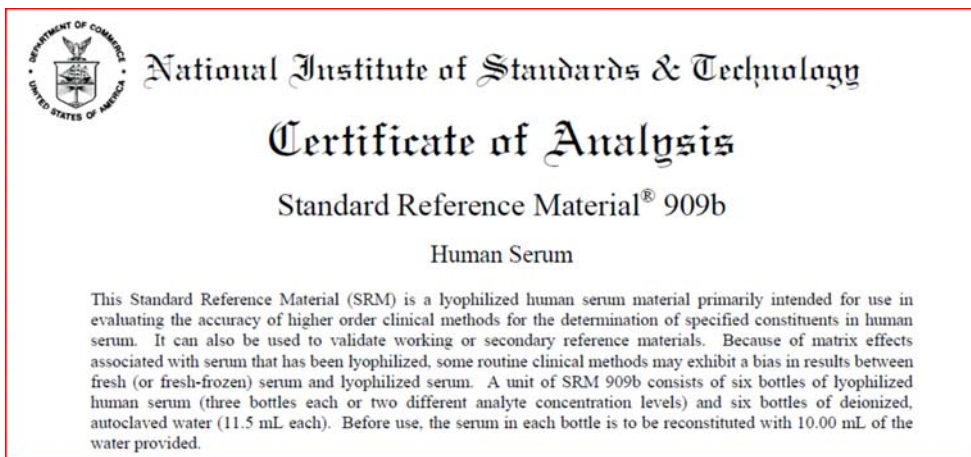 DEPARTMENT OF COMMERCE
UNITED STATES OF AMERICA
National Institute of Standards & Technology
Certificate of Analysis
Standard Reference Material® 909b
Human Serum
This Standard Reference Material (SRM) is a lyophilized human serum material primarily intended for use in
evaluating the accuracy of higher order clinical methods for the determination of specified constituents in human
serum. It can also be used to validate working or secondary reference materials. Because of matrix effects
associated with serum that has been lyophilized, some routine clinical methods may exhibit a bias in results between
fresh (or fresh-frozen) serum and lyophilized serum. A unit of SRM 909b consists of six bottles of lyophilized
human serum (three bottles each or two different analyte concentration levels) and six bottles of deionized,
autoclaved water (11.5 mL each). Before use, the serum in each bottle is to be reconstituted with 10.00 mL of the
water provided.